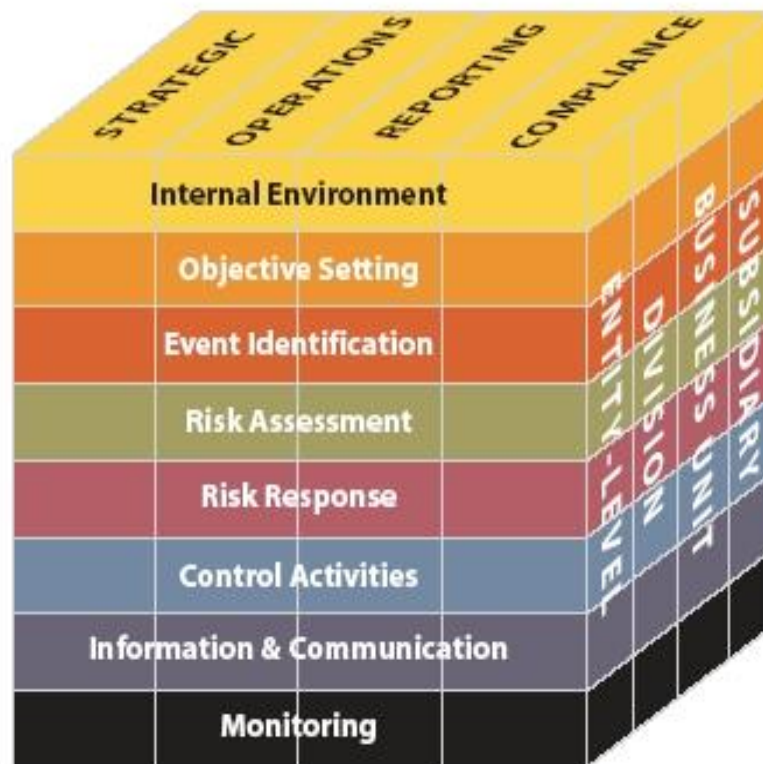 STRATEGIC
OPERATIONS
REPORTING
COMPLIANCE
Internal Environment
Objective Setting
Event Identification
Risk Assessment
Risk Response
Control Activities
Information & Communication
Monitoring
ENTITY-LEVEL
DIVISION
BUSINESS UNIT
SUBSIDIARY